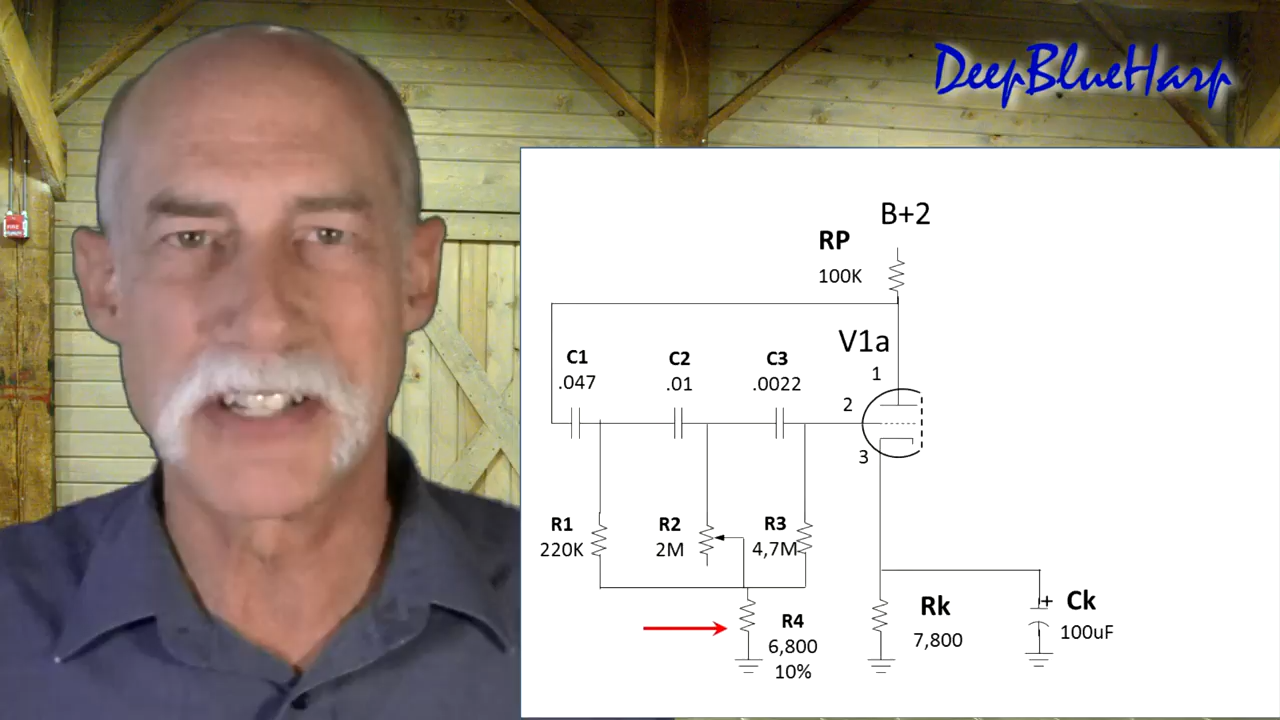 DeepBlueHarp
FIRE
B+2
RP
100K
V1a
1
2
3
C1
.047
C2
.01
C3
.0022
R1
220K
R2
2M
R3
4,7M
R4
6,800
10%
Rk
7,800
+
Ck
100uF